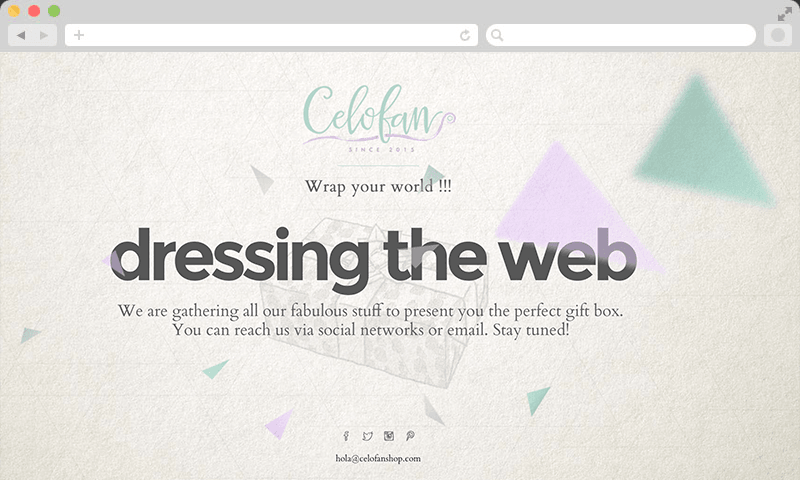 Celofan
SINCE 2015
Wrap your world !!!
dressing the web
We are gathering all our fabulous stuff to present you the perfect gift box.
You can reach us via social networks or email. Stay tuned!
hola@celofanshop.com